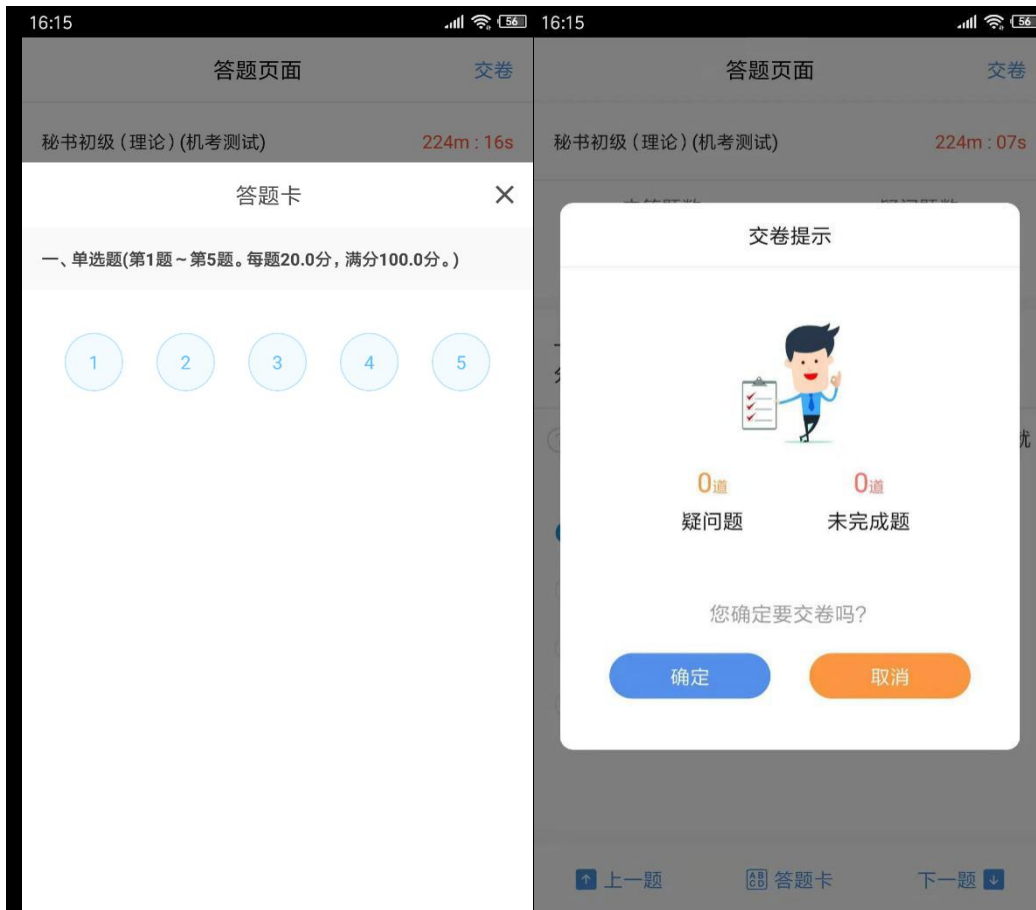 16:15
56
答题页面
交卷
秘书初级（理论）(机考测试)
224m : 16s
答题卡
一、单选题(第1题～第5题。每题20.0分，满分100.0分。)
1 2 3 4 5
16:15
56
答题页面
交卷
秘书初级（理论）(机考测试)
224m : 07s
交卷提示
0道 0道
疑问题 未完成题
您确定要交卷吗?
确定 取消
上一题
AB
CD
答题卡
下一题